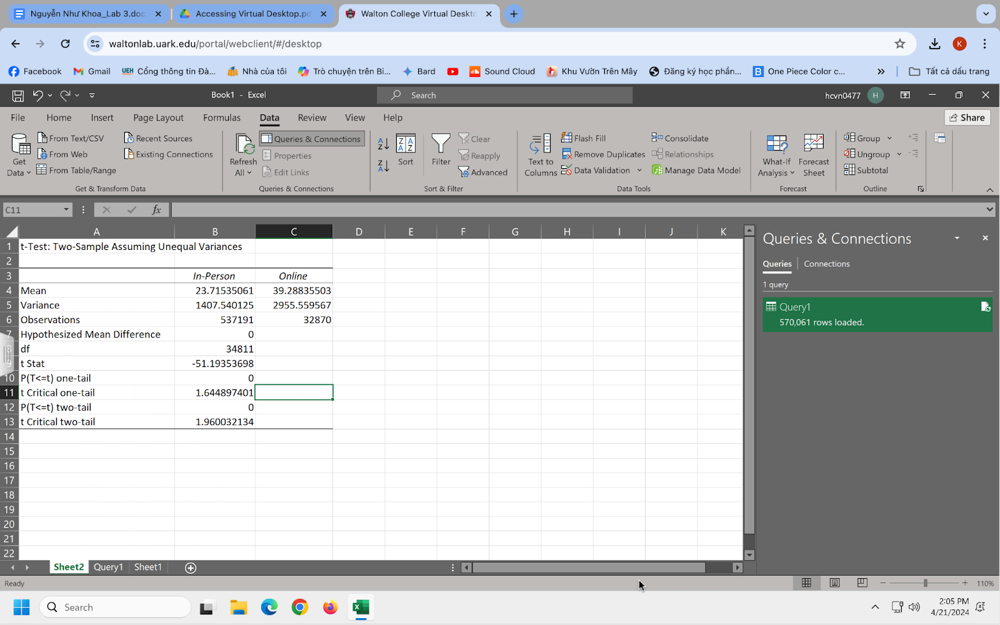 Nguyễn Như Khoa_Lab 3.doc
Accessing Virtual Desktop.pd
Walton College Virtual Deskto
waltonlab.uark.edu/portal/webclient/#/desktop
K
Facebook Gmail UEH Cổng thông tin Đà... Nhà của tôi Trò chuyện trên Bi... Bard Sound Cloud Khu Vườn Trên Mây Đăng ký học phần... B One Piece Color c... » Tất cả dấu trang
Book1 - Excel Search hcvn0477 H
File Home Insert Page Layout Formulas Data Review View Help Share
Get Data
From Text/CSV
From Web
From Table/Range
Recent Sources
Existing Connections
Get & Transform Data
Refresh All
Queries & Connections
Properties
Edit Links
Queries & Connections
Sort
Filter
Clear
Reapply
Advanced
Sort & Filter
Text to Columns
Flash Fill
Remove Duplicates
Data Validation
Consolidate
Relationships
Manage Data Model
Data Tools
What-If Analysis
Forecast Sheet
Forecast
Group
Ungroup
Subtotal
Outline
C11 fx
A B C D E F G H I J K
1 t-Test: Two-Sample Assuming Unequal Variances
2
3 In-Person Online
4 Mean 23.71535061 39.28835503
5 Variance 1407.540125 2955.559567
6 Observations 537191 32870
7 Hypothesized Mean Difference 0
8 df 34811
9 t Stat -51.19353698
10 P(T<=t) one-tail 0
11 t Critical one-tail 1.644897401
12 P(T<=t) two-tail 0
13 t Critical two-tail 1.960032134
14
15
16
17
18
19
20
21
22
Queries & Connections
Queries Connections
1 query
Query1
570,061 rows loaded.
Sheet2 Query1 Sheet1
Ready 110%
Search
2:05 PM
4/21/2024